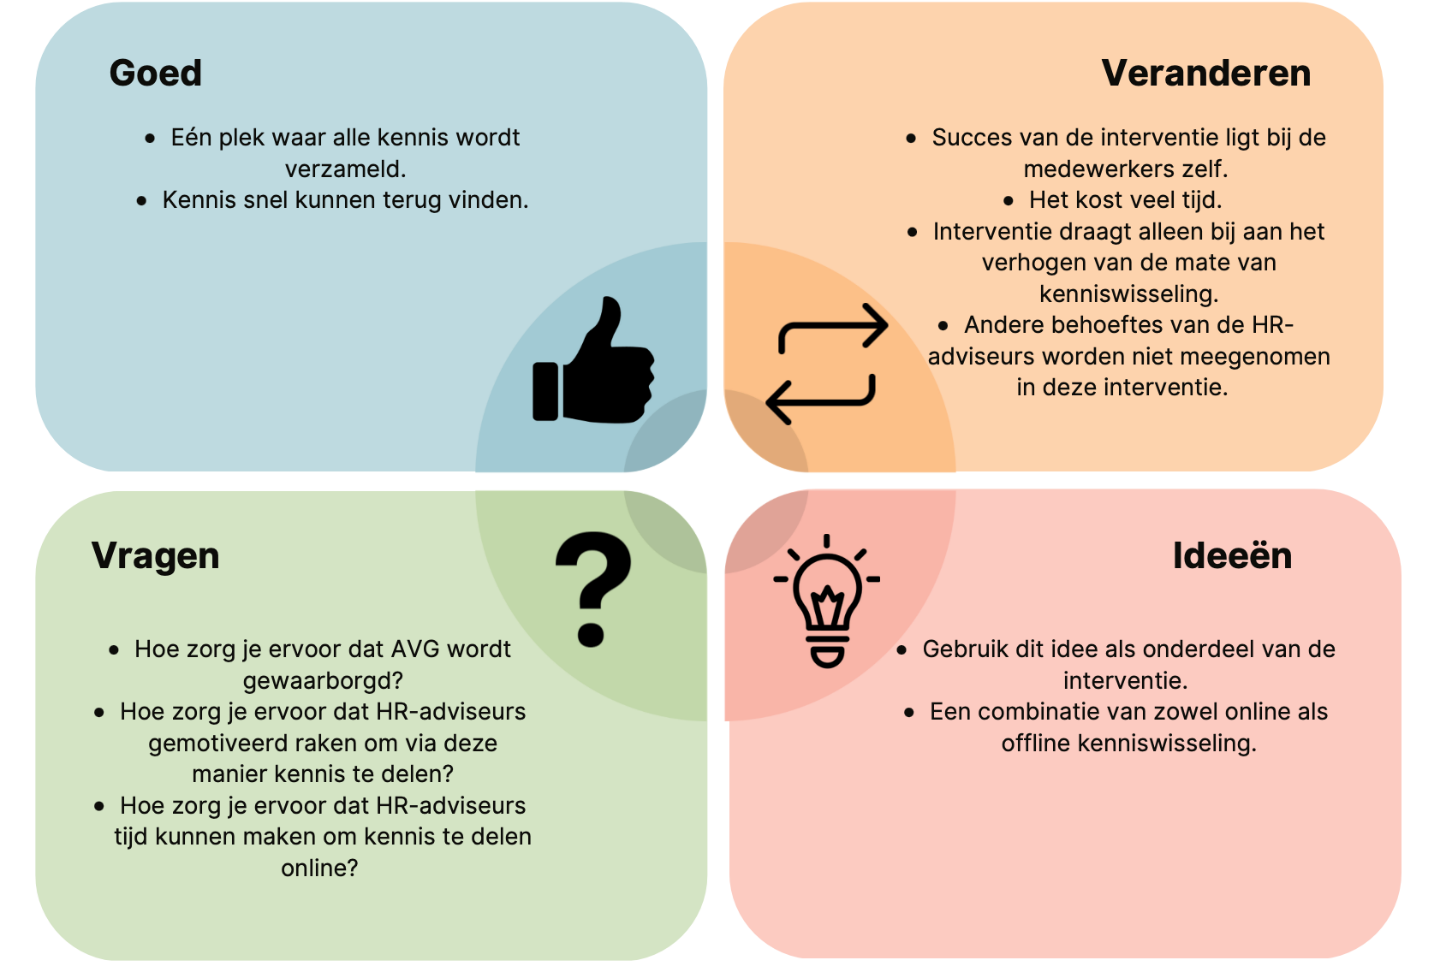 Goed
• Eén plek waar alle kennis wordt
verzameld.
• Kennis snel kunnen terug vinden.
Veranderen
• Succes van de interventie ligt bij de
medewerkers zelf.
• Het kost veel tijd.
• Interventie draagt alleen bij aan het
verhogen van de mate van
kenniswisseling.
• Andere behoeftes van de HR-
adviseurs worden niet meegenomen
in deze interventie.
Vragen
• Hoe zorg je ervoor dat AVG wordt
gewaarborgd?
• Hoe zorg je ervoor dat HR-adviseurs
gemotiveerd raken om via deze
manier kennis te delen?
• Hoe zorg je ervoor dat HR-adviseurs
tijd kunnen maken om kennis te delen
online?
Ideeën
• Gebruik dit idee als onderdeel van de
interventie.
• Een combinatie van zowel online als
offline kenniswisseling.